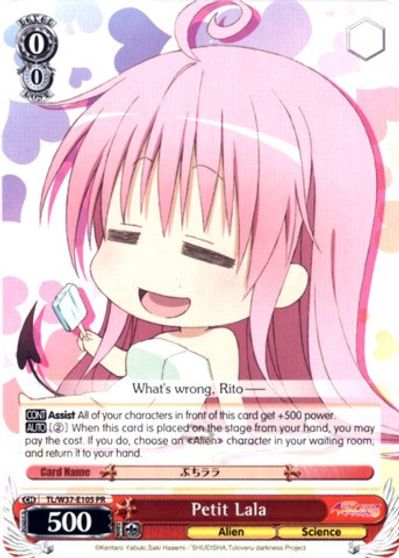 LEVEL
0
0
COST
What's wrong, Rito——
CONT Assist All of your characters in front of this card get +500 power.
AUTO [②] When this card is placed on the stage from your hand, you may
pay the cost. If you do, choose an «Alien» character in your waiting room,
and return it to your hand.
Card Name
ぷちララ
CH TL/W37-E105 PR
500
Petit Lala
Alien
Science
©Kentaro Yabuki,Saki Hasemi／SHUEISHA,Toloveru darkness Project